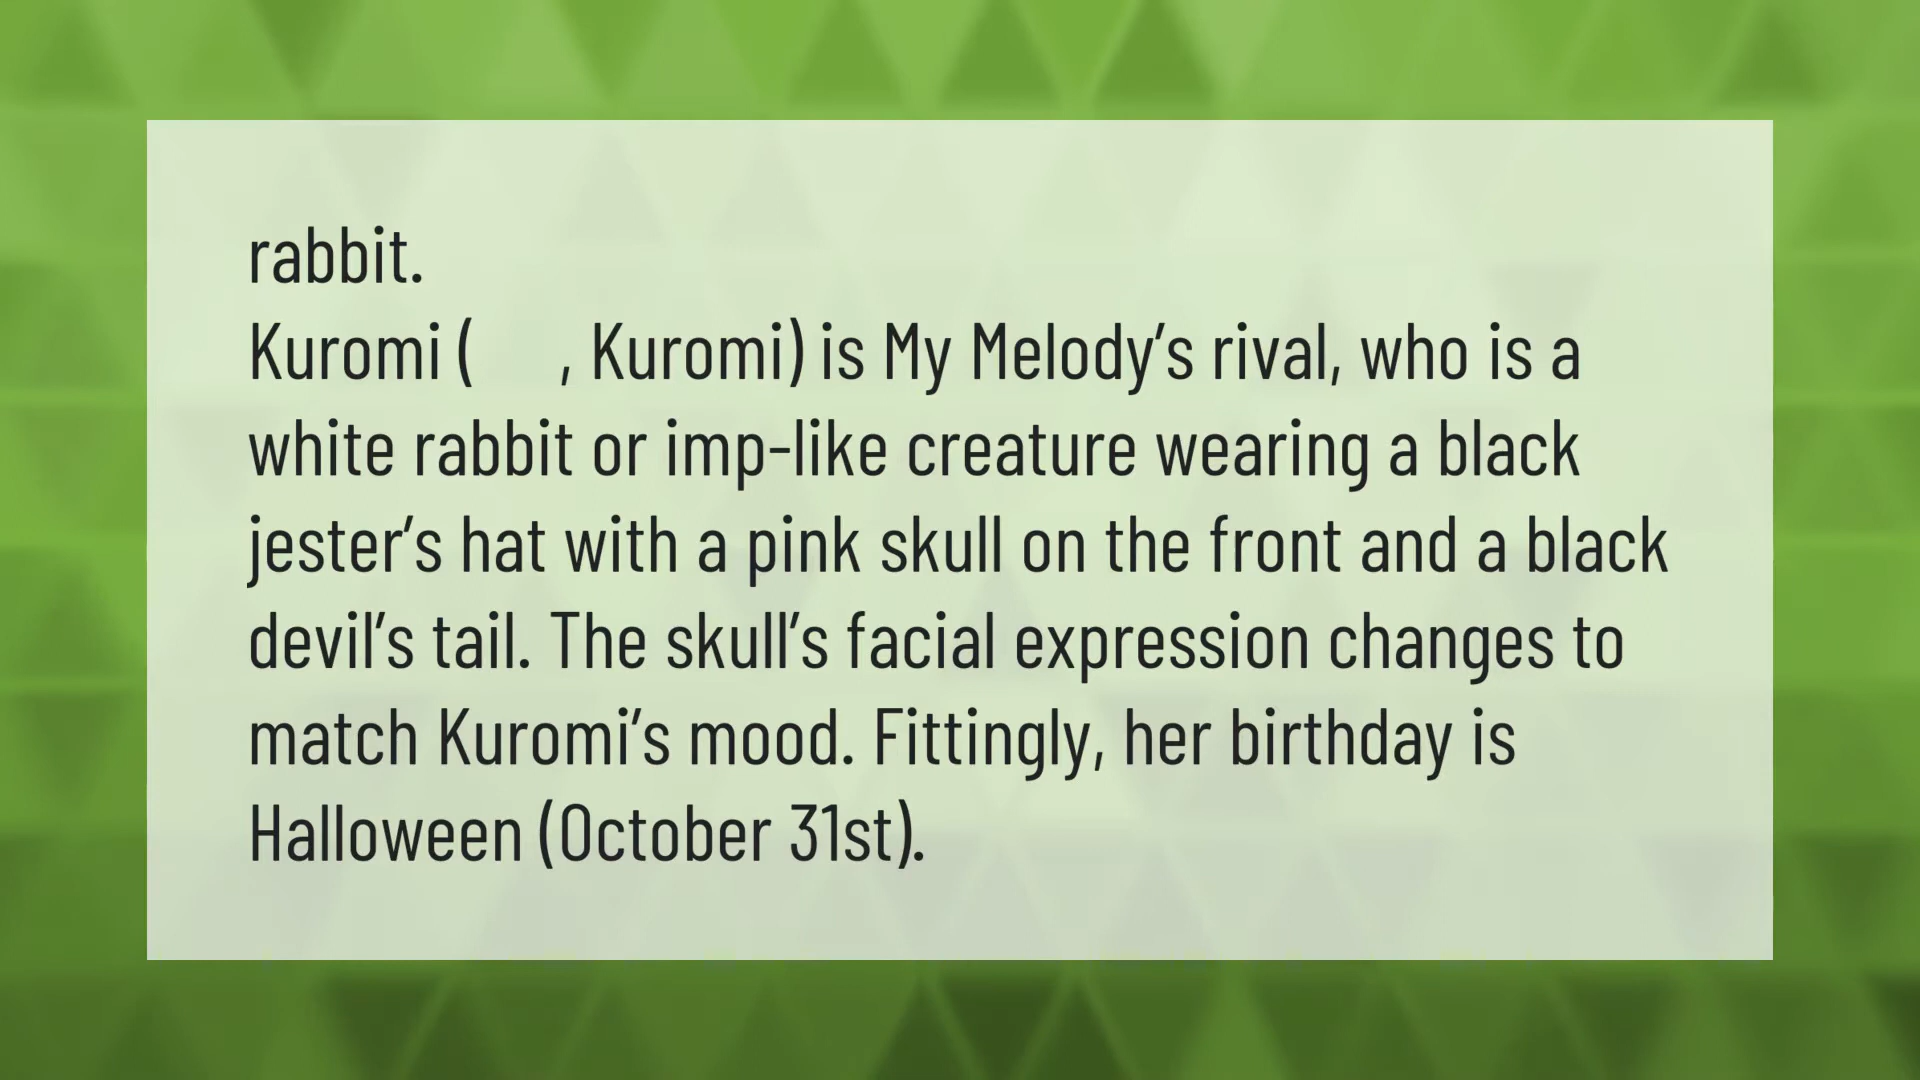 rabbit.
Kuromi ( , Kuromi) is My Melody’s rival, who is a
white rabbit or imp-like creature wearing a black
jester’s hat with a pink skull on the front and a black
devil’s tail. The skull’s facial expression changes to
match Kuromi’s mood. Fittingly, her birthday is
Halloween (October 31st).